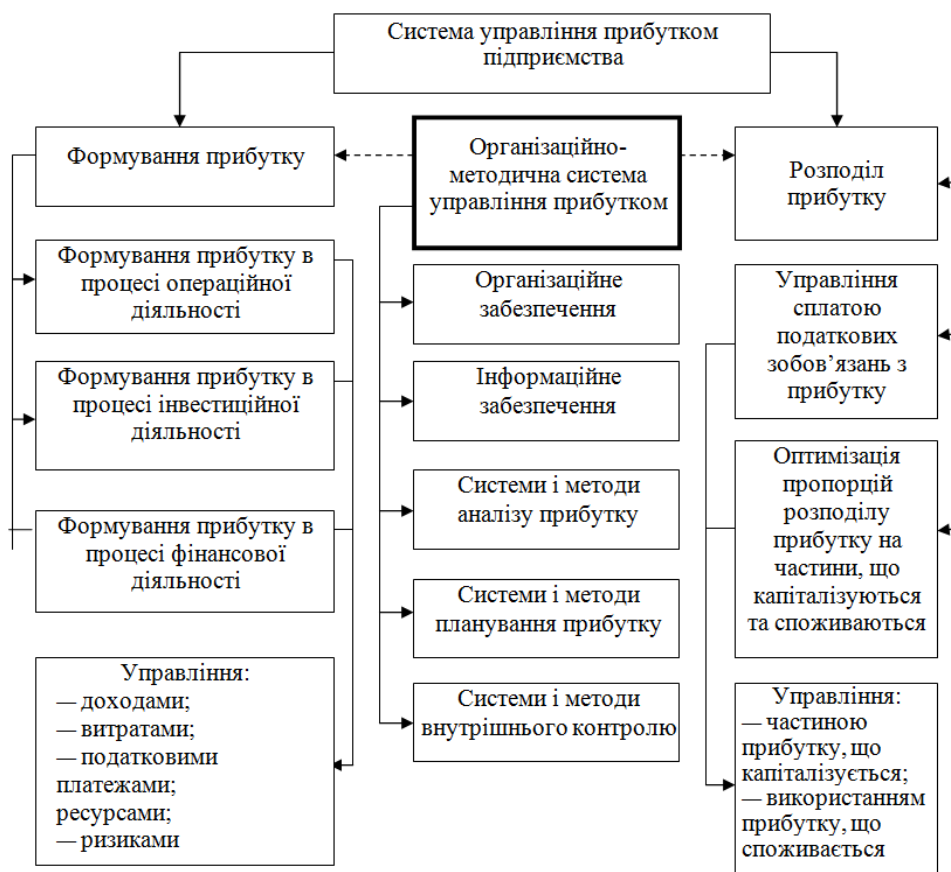 Система управління прибутком
підприємства
Формування прибутку
Організаційно-
методична система
управління прибутком
Розподіл
прибутку
Формування прибутку в
процесі операційної
діяльності
Формування прибутку в
процесі інвестиційної
діяльності
Формування прибутку в
процесі фінансової
діяльності
Управління:
— доходами;
— витратами;
— податковими
платежами;
ресурсами;
— ризиками
Організаційне
забезпечення
Інформаційне
забезпечення
Системи і методи
аналізу прибутку
Системи і методи
планування прибутку
Системи і методи
внутрішнього контролю
Управління
сплатою
податкових
зобов’язань з
прибутку
Оптимізація
пропорцій
розподілу
прибутку на
частини, що
капіталізуються
та споживаються
Управління:
— частиною
прибутку, що
капіталізується;
— використанням
прибутку, що
споживається